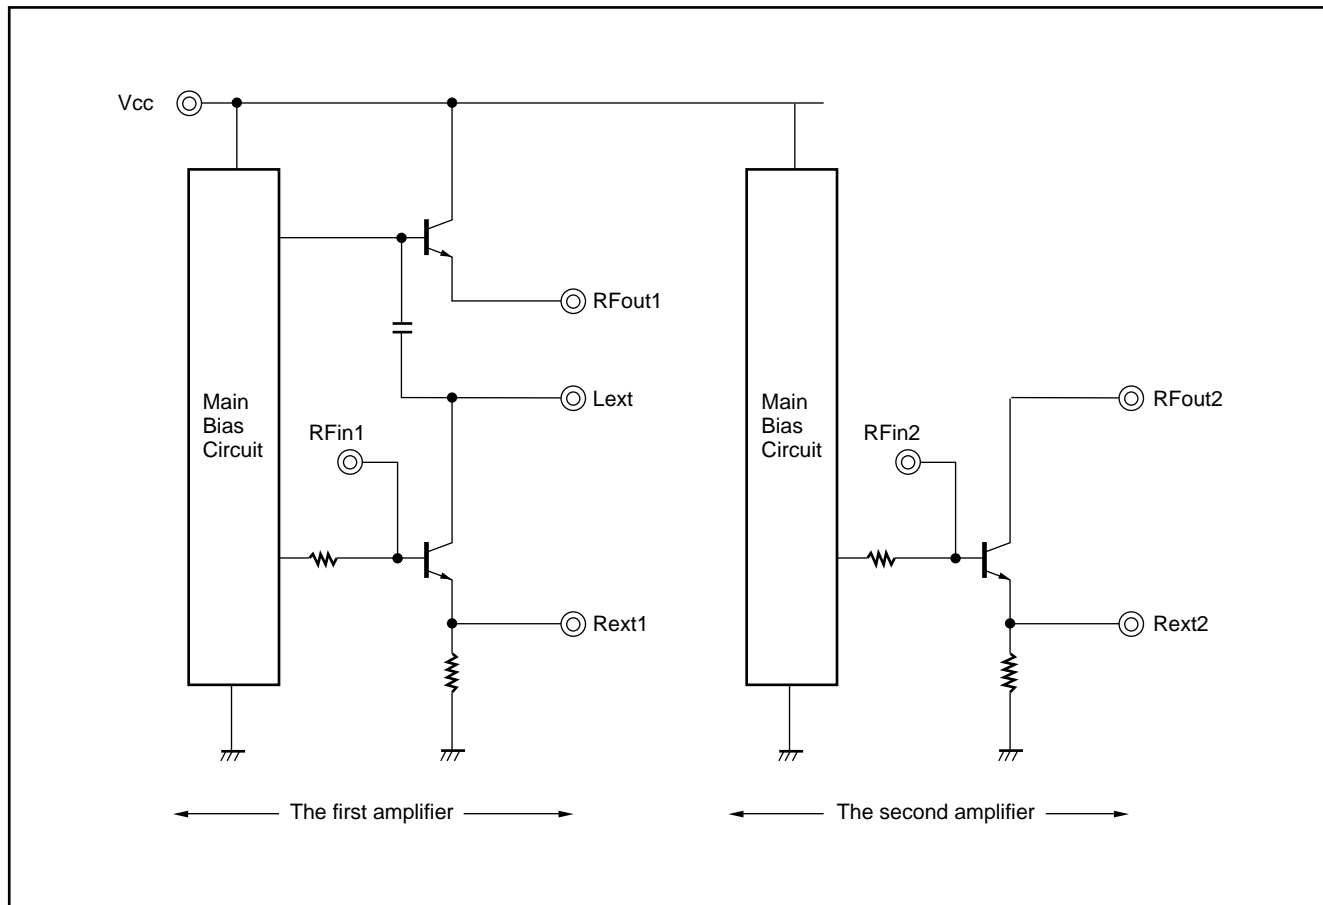 Vcc
RFout1
Main
Bias
Circuit
Lext
RFin1
Rext1
Main
Bias
Circuit
RFout2
RFin2
Rext2
The first amplifier
The second amplifier